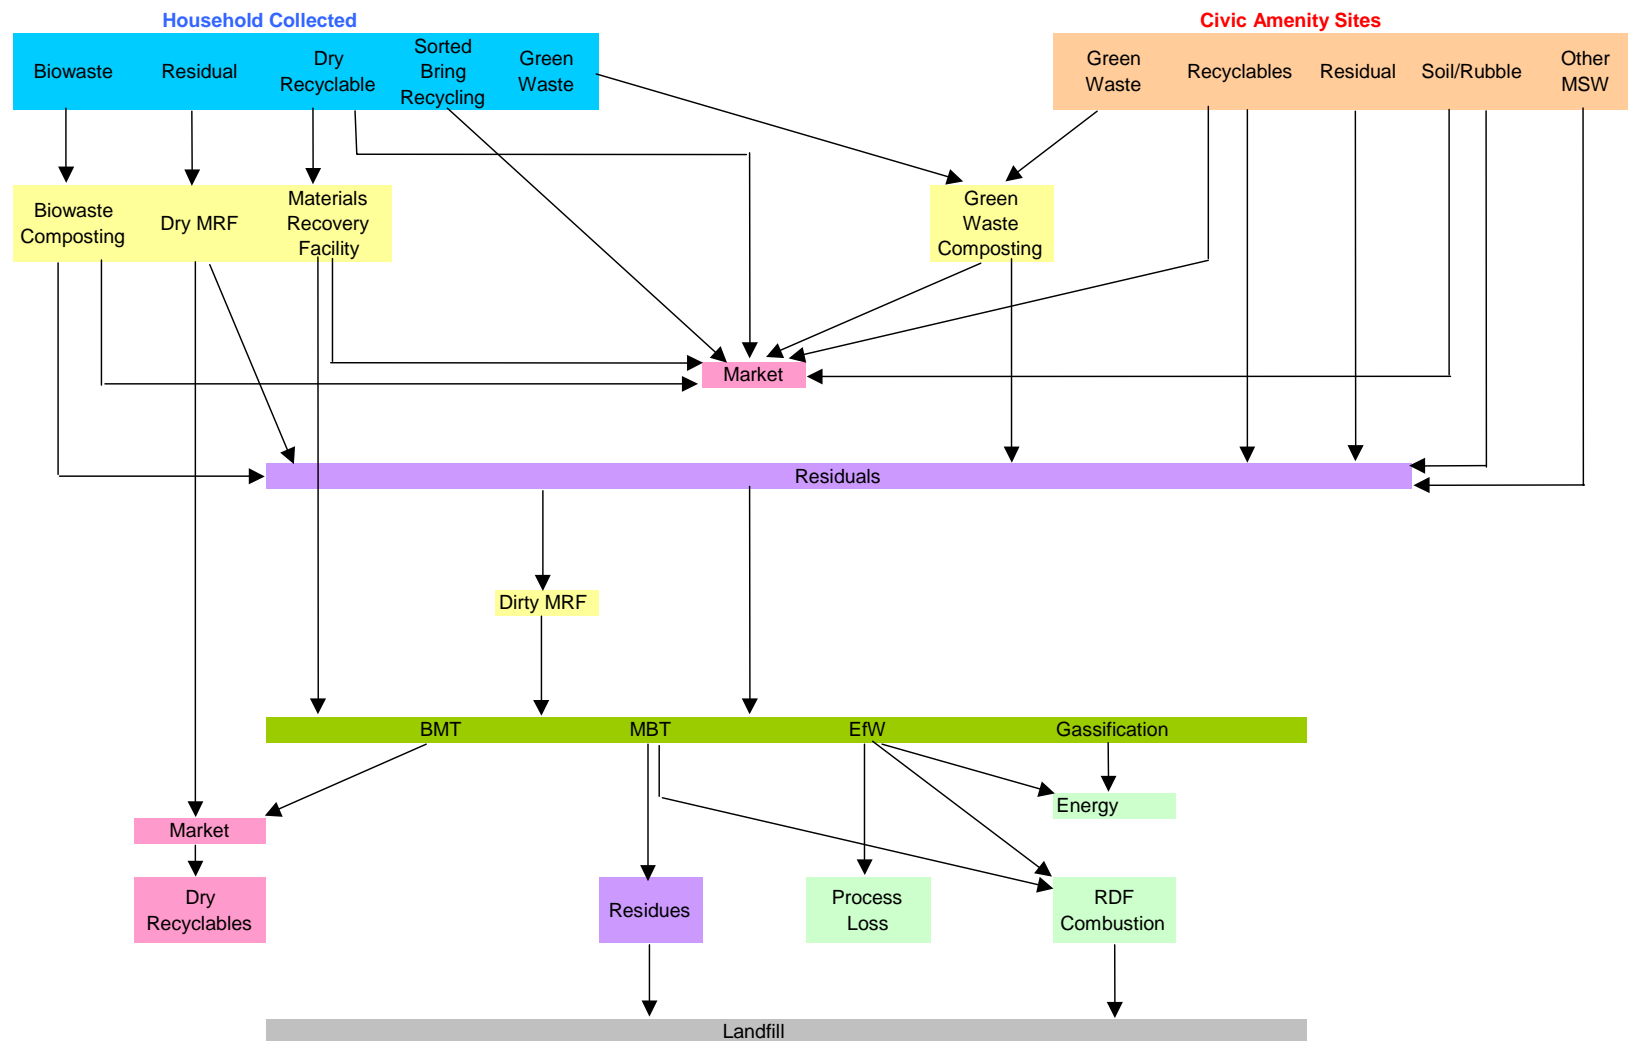 Household Collected
Civic Amenity Sites
Biowaste
Residual
Dry
Recyclable
Sorted
Bring
Recycling
Green
Waste
Green
Waste
Recyclables
Residual
Soil/Rubble
Other
MSW
Biowaste
Composting
Dry MRF
Materials
Recovery
Facility
Green
Waste
Composting
Market
Residuals
Dirty MRF
BMT
MBT
EfW
Gassification
Energy
Market
Dry
Recyclables
Residues
Process
Loss
RDF
Combustion
Landfill